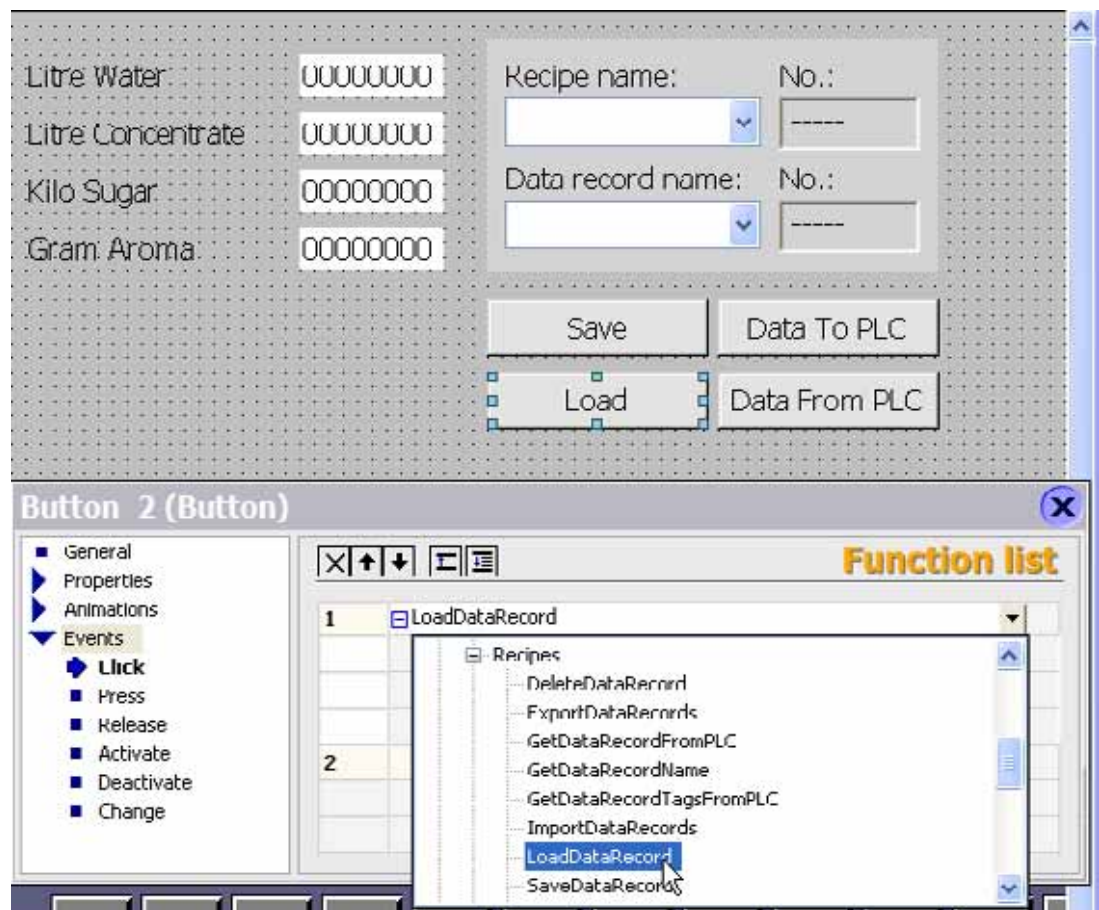 Litre Water
00000000
Litre Concentrate
00000000
Kilo Sugar
00000000
Gram Aroma
00000000
Recipe name:
No.:
-----
Data record name:
No.:
-----
Save
Data To PLC
Load
Data From PLC
Button 2 (Button)
General
Properties
Animations
Events
Click
Press
Release
Activate
Deactivate
Change
Function list
1
LoadDataRecord
Recipes
DeleteDataRecord
ExportDataRecords
GetDataRecordFromPLC
GetDataRecordName
GetDataRecordTagsFromPLC
ImportDataRecords
LoadDataRecord
SaveDataRecord
2